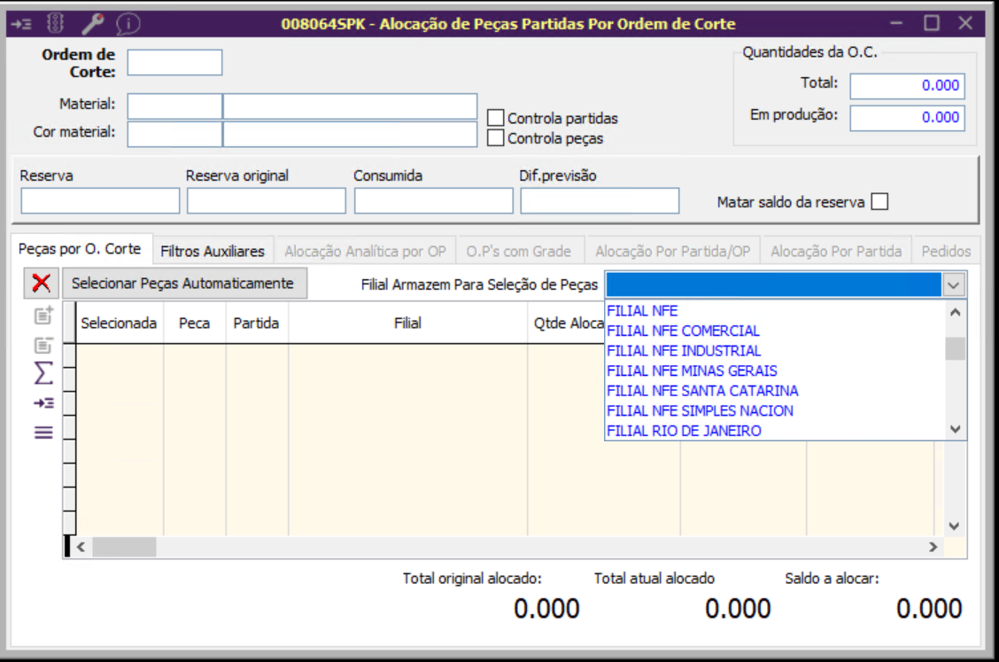 008064SPK - Alocação de Peças Partidas Por Ordem de Corte
Ordem de
Corte:
Material:
Cor material:
Controla partidas
Controla peças
Quantidades da O.C.
Total: 0.000
Em produção: 0.000
Reserva Reserva original Consumida Dif.previsão
Matar saldo da reserva
Peças por O. Corte Filtros Auxiliares Alocação Analítica por OP O.P's com Grade Alocação Por Partida/OP Alocação Por Partida Pedidos
Selecionar Peças Automaticamente Filial Armazem Para Seleção de Peças
Selecionada Peca Partida Filial Qtde Aloca
FILIAL NFE
FILIAL NFE COMERCIAL
FILIAL NFE INDUSTRIAL
FILIAL NFE MINAS GERAIS
FILIAL NFE SANTA CATARINA
FILIAL NFE SIMPLES NACION
FILIAL RIO DE JANEIRO
Total original alocado: Total atual alocado Saldo a alocar:
0.000 0.000 0.000